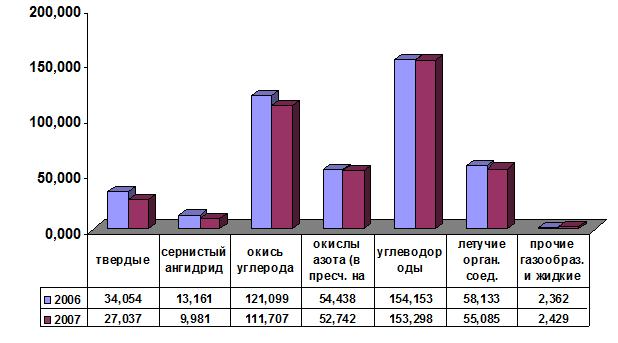 200,000
150,000
100,000
50,000
0,000
твердые
сернистый
ангидрид
окись
углерода
окислы
азота (в
пресч. на
углеводор
оды
летучие
орган.
соед.
прочие
газообраз.
и жидкие
2006 34,054 13,161 121,099 54,438 154,153 58,133 2,362
2007 27,037 9,981 111,707 52,742 153,298 55,085 2,429